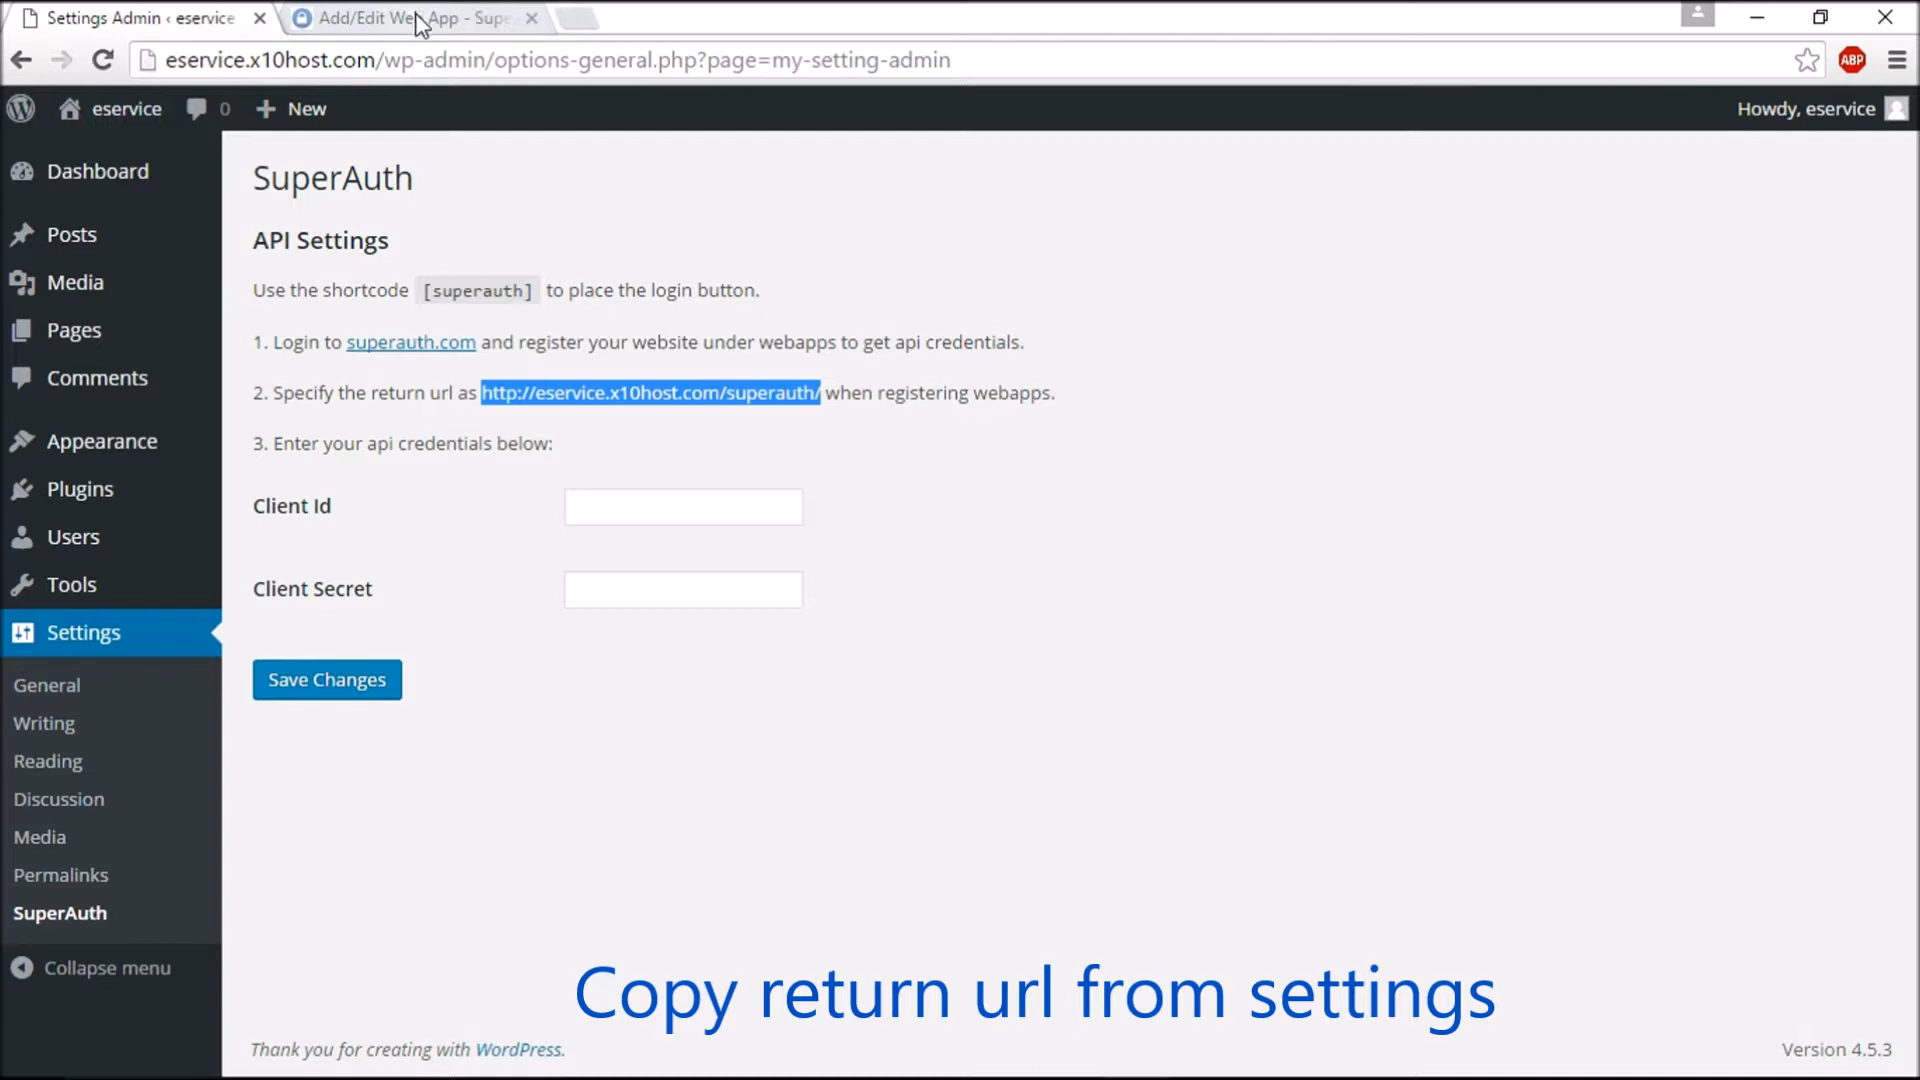 Settings Admin ‹ eservice
Add/Edit Web App - Supe
eservice.x10host.com/wp-admin/options-general.php?page=my-setting-admin
ABP
eservice
0
New
Howdy, eservice
Dashboard
Posts
Media
Pages
Comments
Appearance
Plugins
Users
Tools
Settings
General
Writing
Reading
Discussion
Media
Permalinks
SuperAuth
Collapse menu
SuperAuth
API Settings
Use the shortcode [superauth] to place the login button.
1. Login to superauth.com and register your website under webapps to get api credentials.
2. Specify the return url as http://eservice.x10host.com/superauth/ when registering webapps.
3. Enter your api credentials below:
Client Id
Client Secret
Save Changes
Copy return url from settings
Thank you for creating with WordPress.
Version 4.5.3